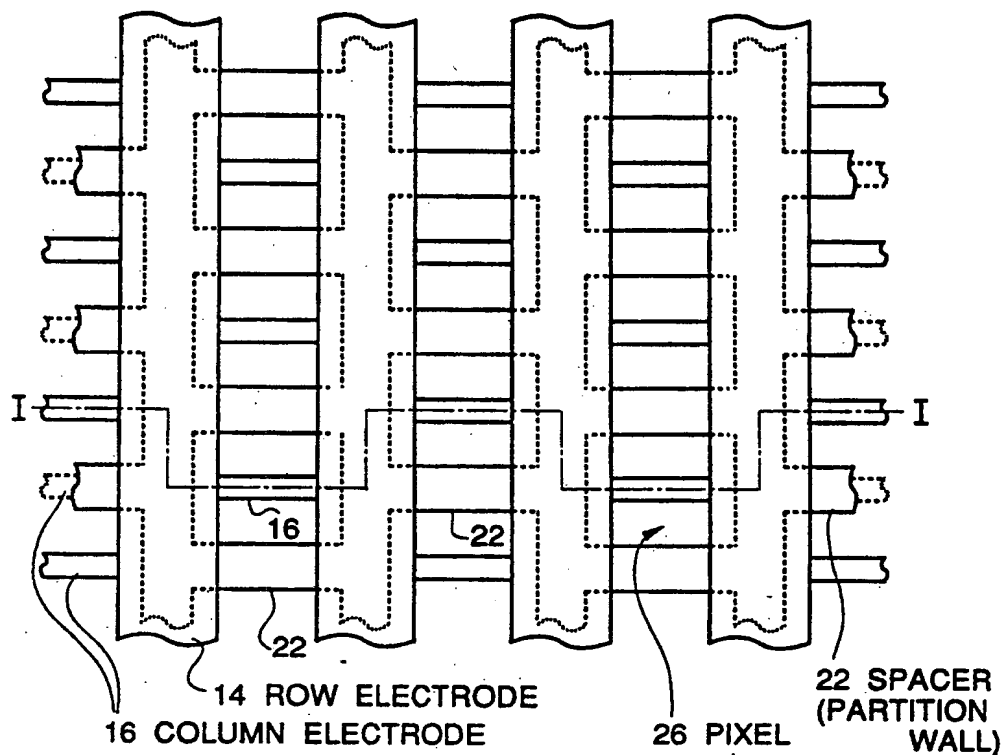 I
I
16
22
22
14 ROW ELECTRODE
16 COLUMN ELECTRODE
26 PIXEL
22 SPACER
(PARTITION
WALL)